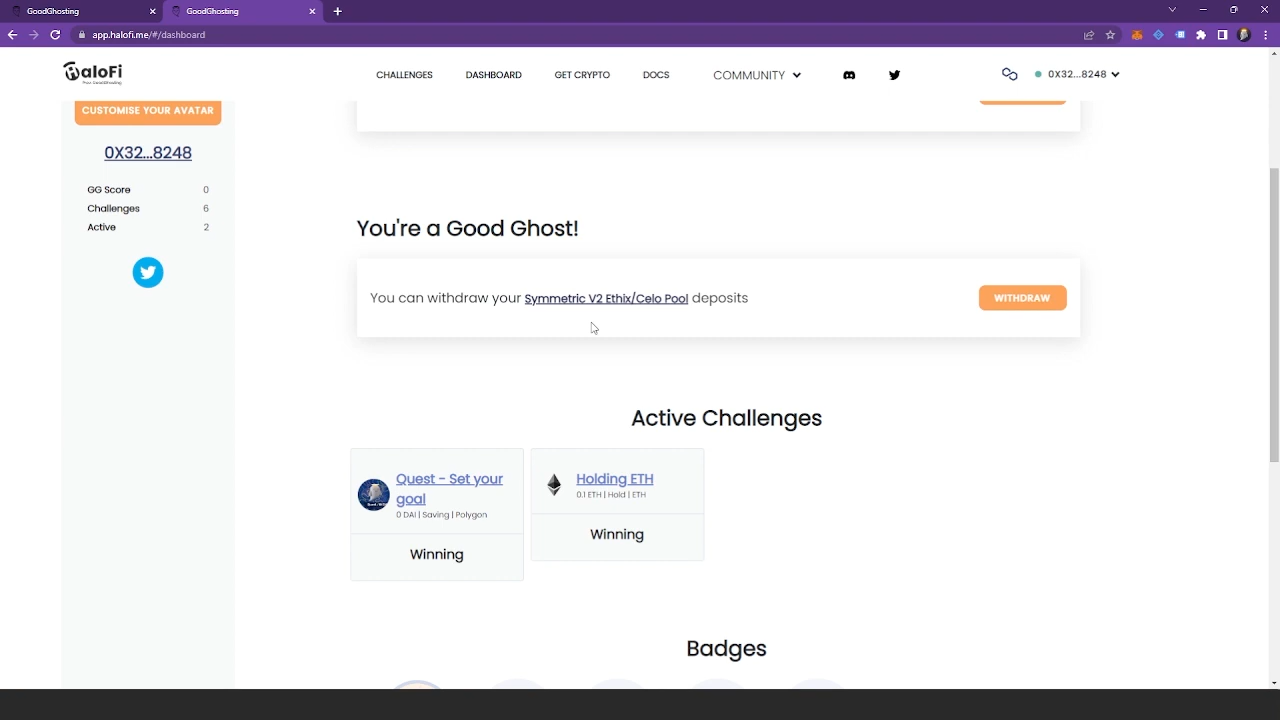 GoodGhosting
GoodGhosting
app.halofi.me/#/dashboard
HaloFi
CHALLENGES
DASHBOARD
GET CRYPTO
DOCS
COMMUNITY
0X32...8248
CUSTOMISE YOUR AVATAR
0X32...8248
GG Score 0
Challenges 6
Active 2
You're a Good Ghost!
You can withdraw your Symmetric V2 Ethix/Celo Pool deposits
WITHDRAW
Active Challenges
Quest - Set your
goal
0 DAI | Saving | Polygon
Winning
Holding ETH
0.1 ETH | Hold | ETH
Winning
Badges